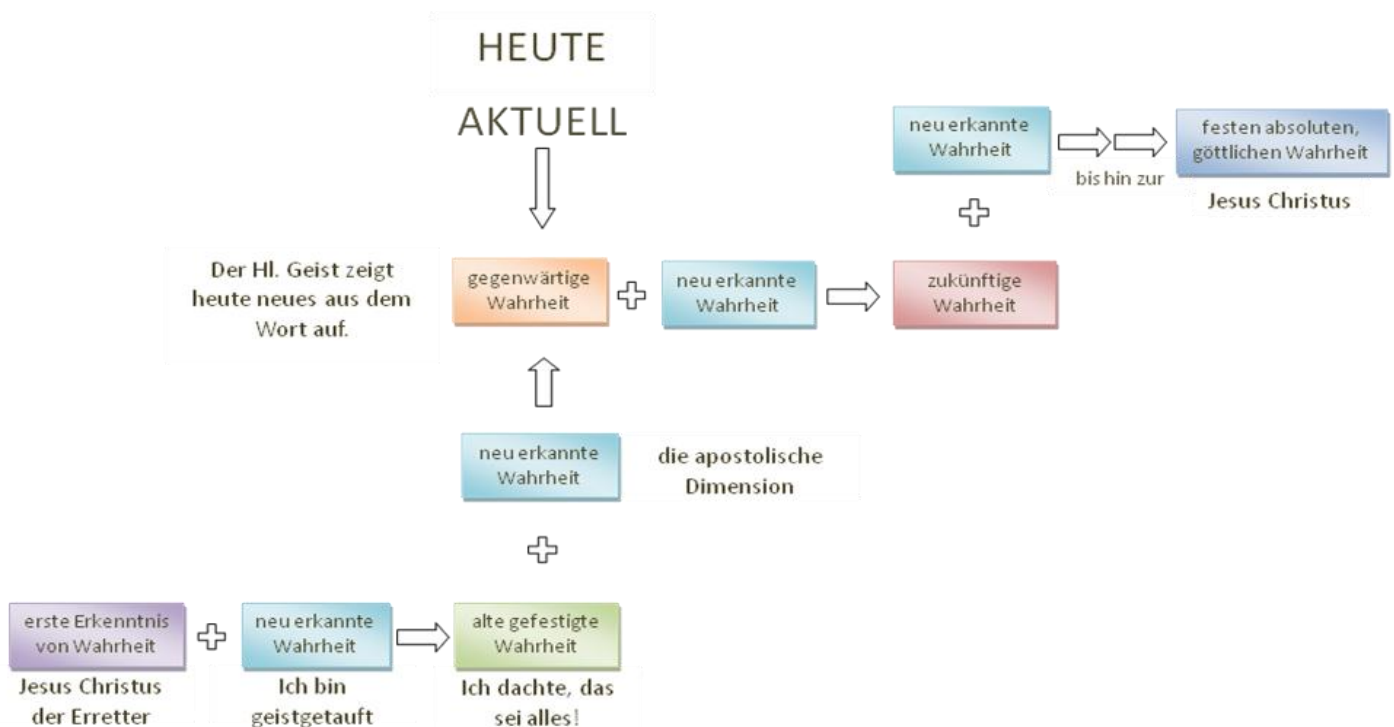 HEUTE
AKTUELL
neu erkannte
Wahrheit
bis hin zur
festen absoluten,
göttlichen Wahrheit
Jesus Christus
Der Hl. Geist zeigt
heute neues aus dem
Wort auf.
gegenwärtige
Wahrheit
neu erkannte
Wahrheit
zukünftige
Wahrheit
neu erkannte
Wahrheit
die apostolische
Dimension
erste Erkenntnis
von Wahrheit
Jesus Christus
der Erretter
neu erkannte
Wahrheit
Ich bin
geistgetauft
alte gefestigte
Wahrheit
Ich dachte, das
sei alles!